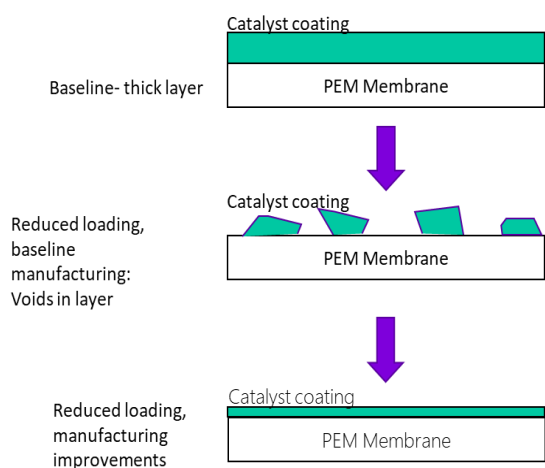 Catalyst coating
Baseline- thick layer
PEM Membrane
Catalyst coating
Reduced loading,
baseline
manufacturing:
Voids in layer
PEM Membrane
Catalyst coating
Reduced loading,
manufacturing
improvements
PEM Membrane